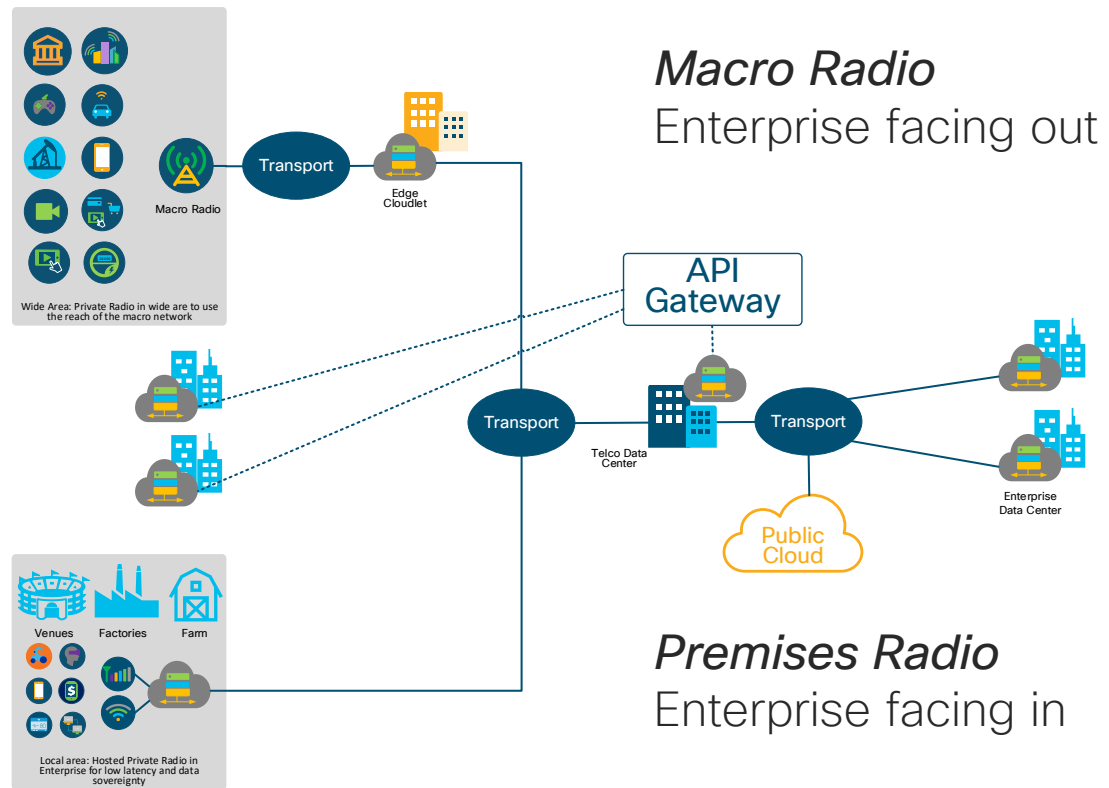 Macro Radio
Enterprise facing out
Transport
Edge
Cloudlet
Macro Radio
Wide Area: Private Radio in wide are to use
the reach of the macro network
API
Gateway
Transport
Telco Data
Center
Transport
Public
Cloud
Enterprise
Data Center
Venues
Factories
Farm
$
Local area: Hosted Private Radio in
Enterprise for low latency and data
sovereignty
Premises Radio
Enterprise facing in